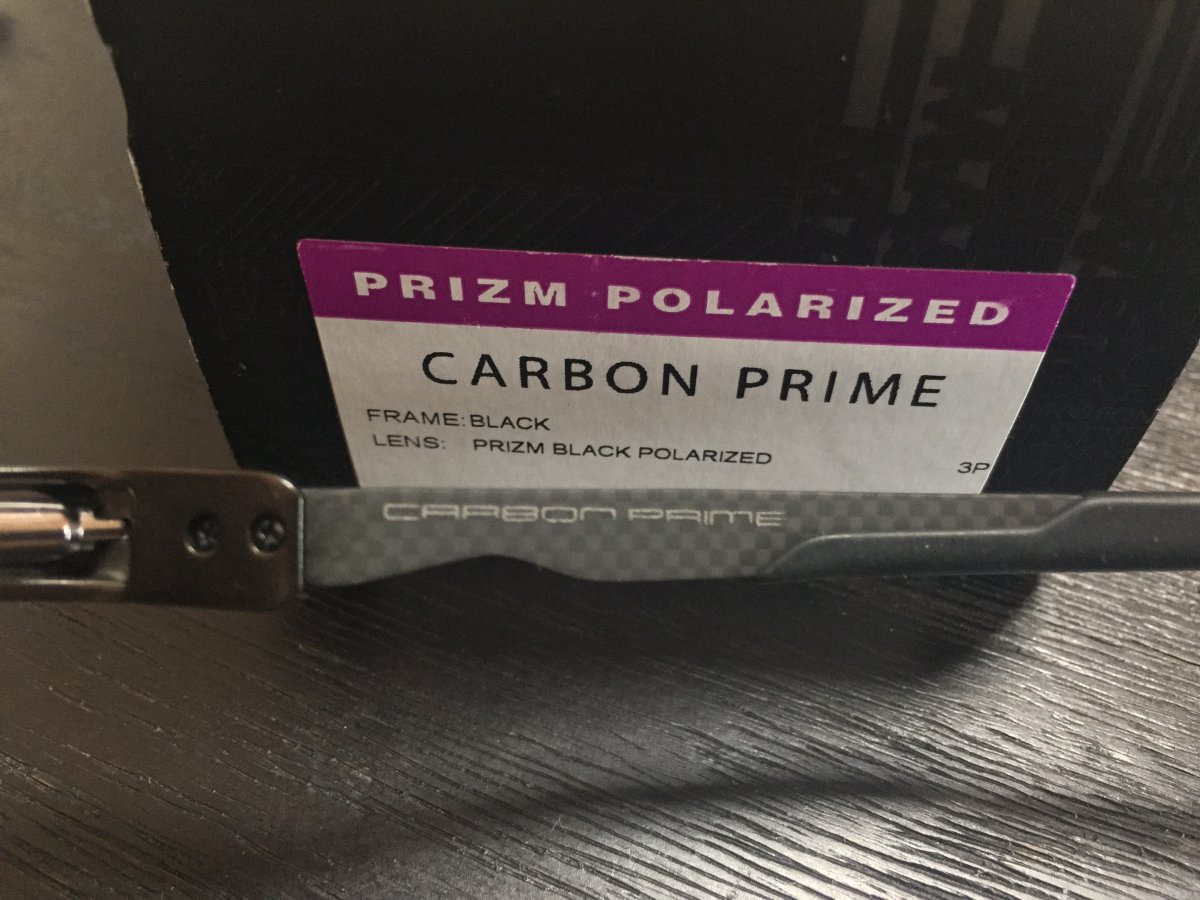 PRIZM POLARIZED
CARBON PRIME
FRAME: BLACK
LENS: PRIZM BLACK POLARIZED
3P
CARBON PRIME